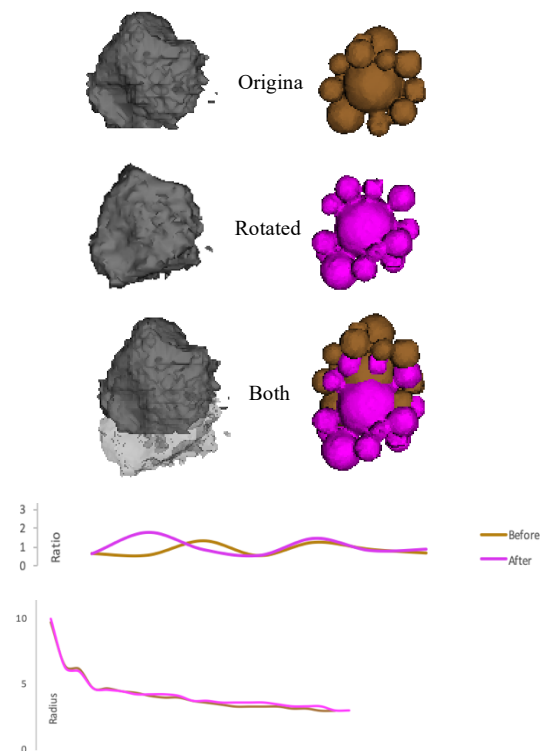 Origina
Rotated
Both
3
2
1
0
Ratio
Before
After
10
5
0
Radius